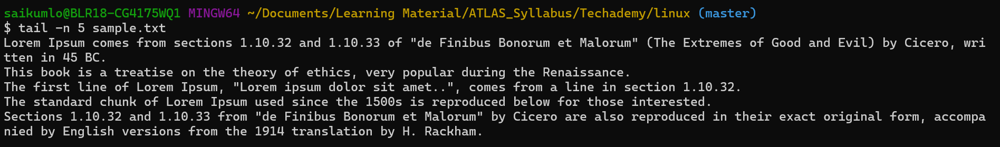 saikumlo@BLR18-CG4175WQ1 MINGW64 ~/Documents/Learning Material/ATLAS_Syllabus/Techademy/linux (master)
$ tail -n 5 sample.txt
Lorem Ipsum comes from sections 1.10.32 and 1.10.33 of "de Finibus Bonorum et Malorum" (The Extremes of Good and Evil) by Cicero, wri
tten in 45 BC.
This book is a treatise on the theory of ethics, very popular during the Renaissance.
The first line of Lorem Ipsum, "Lorem ipsum dolor sit amet..", comes from a line in section 1.10.32.
The standard chunk of Lorem Ipsum used since the 1500s is reproduced below for those interested.
Sections 1.10.32 and 1.10.33 from "de Finibus Bonorum et Malorum" by Cicero are also reproduced in their exact original form, accompa
nied by English versions from the 1914 translation by H. Rackham.